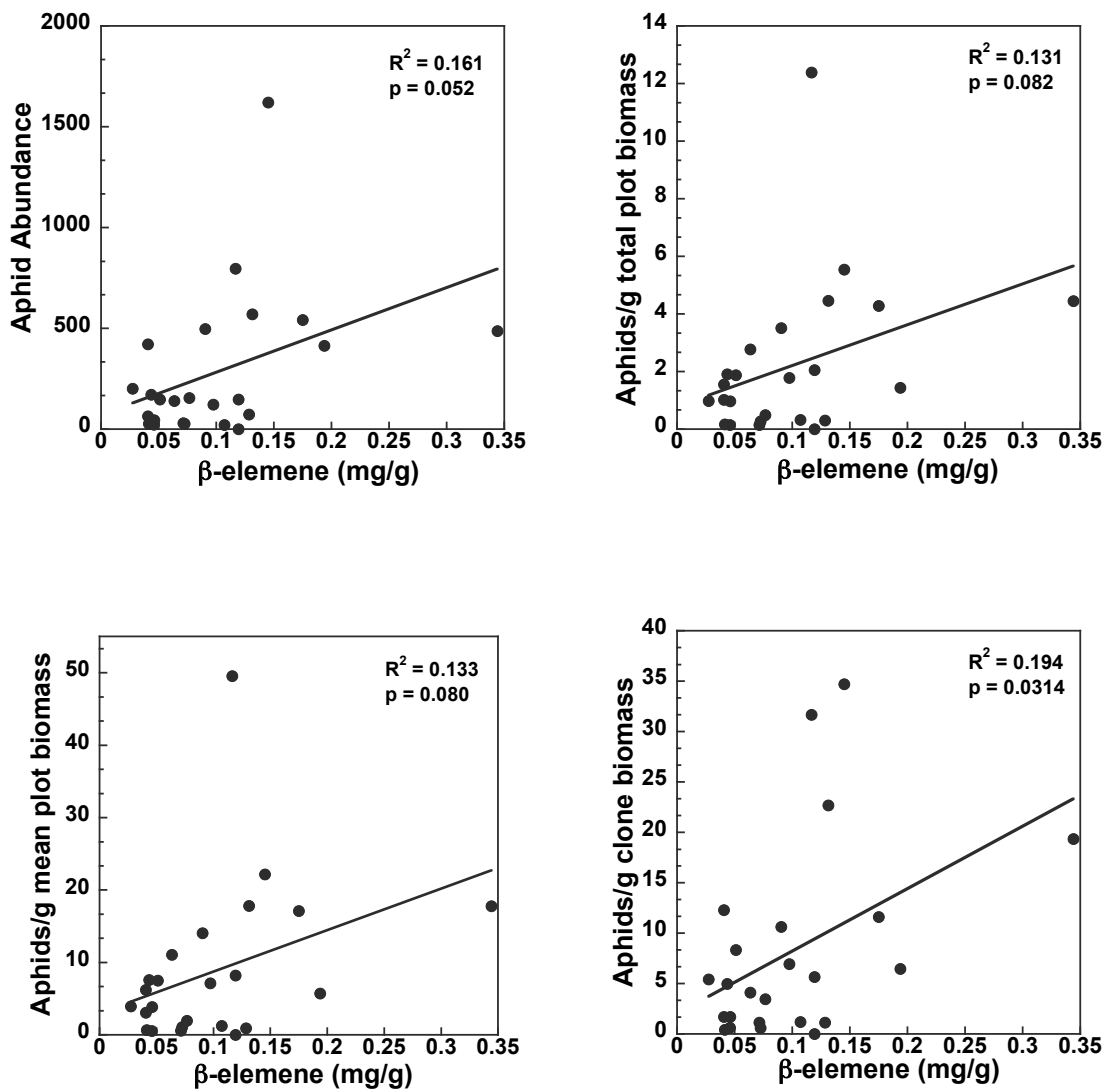 2000
1500
1000
500
0
Aphid Abundance
R² = 0.161
p = 0.052
0 0.05 0.1 0.15 0.2 0.25 0.3 0.35
β-elemene (mg/g)
14
12
10
8
6
4
2
0
Aphids/g total plot biomass
R² = 0.131
p = 0.082
0 0.05 0.1 0.15 0.2 0.25 0.3 0.35
β-elemene (mg/g)
50
40
30
20
10
0
Aphids/g mean plot biomass
R² = 0.133
p = 0.080
0 0.05 0.1 0.15 0.2 0.25 0.3 0.35
β-elemene (mg/g)
40
35
30
25
20
15
10
5
0
Aphids/g clone biomass
R² = 0.194
p = 0.0314
0 0.05 0.1 0.15 0.2 0.25 0.3 0.35
β-elemene (mg/g)